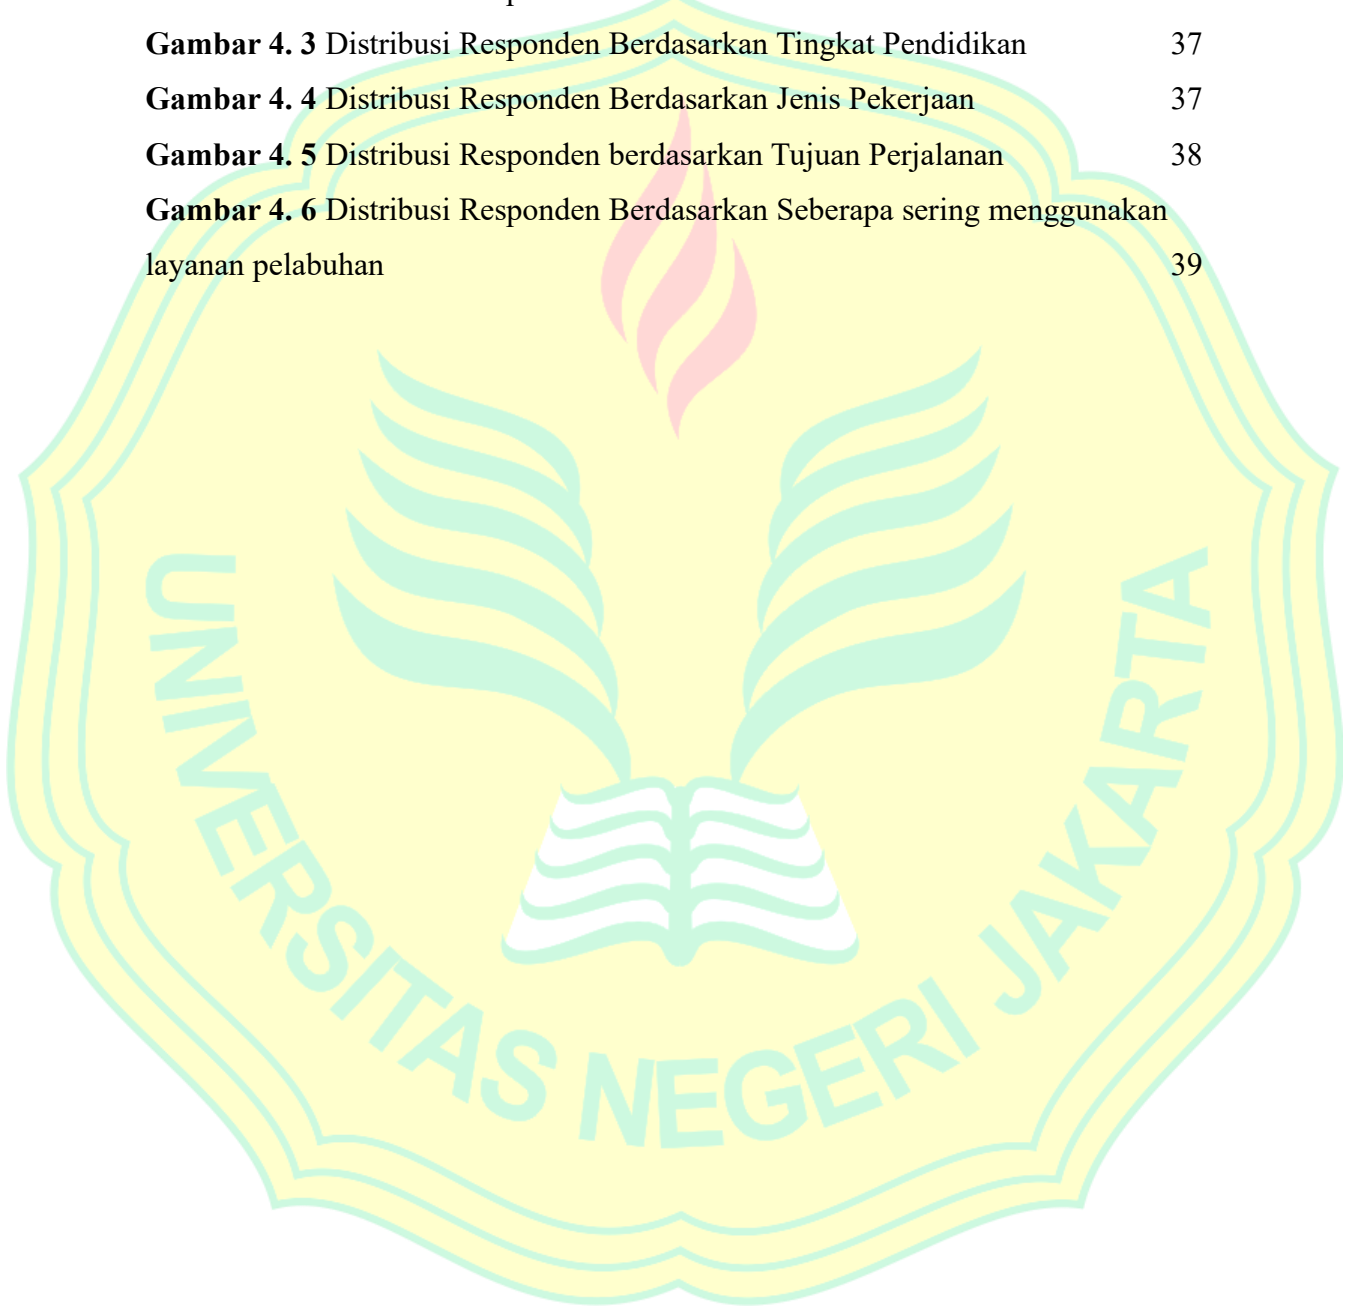 Gambar 4. 3 Distribusi Responden Berdasarkan Tingkat Pendidikan 37
Gambar 4. 4 Distribusi Responden Berdasarkan Jenis Pekerjaan 37
Gambar 4. 5 Distribusi Responden berdasarkan Tujuan Perjalanan 38
Gambar 4. 6 Distribusi Responden Berdasarkan Seberapa sering menggunakan
layanan pelabuhan 39
UNIVERSITAS NEGERI JAKARTA